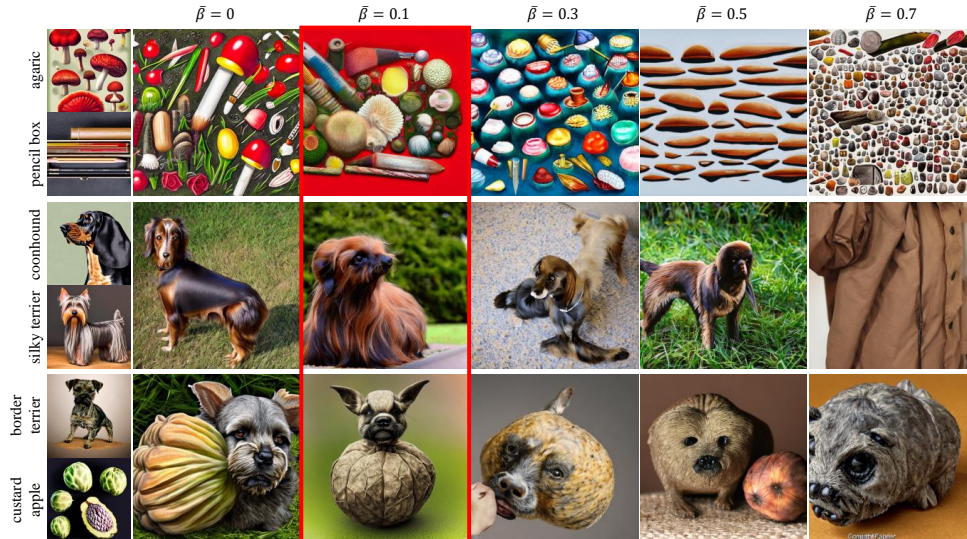 β̄ = 0
β̄ = 0.1
β̄ = 0.3
β̄ = 0.5
β̄ = 0.7
agaric
pencil box
coonhound
silky terrier
border
terrier
custard
apple